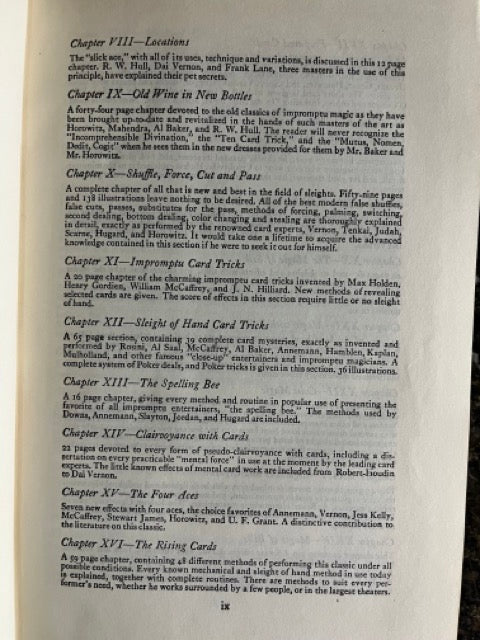 Chapter VIII—Locations
The "slick ace," with all of its uses, technique and variations, is discussed in this 12 page
chapter. R. W. Hull, Dai Vernon, and Frank Lane, three masters in the use of this
principle, have explained their pet secrets.
Chapter IX—Old Wine in New Bottles
A forty-four page chapter devoted to the old classics of impromptu magic as they have
been brought up-to-date and revitalized in the hands of such masters of the art as
Horowitz, Mahendra, Al Baker, and R. W. Hull. The reader will never recognize the
"Incomprehensible Divination," the "Ten Card Trick," and the "Mutus, Nomen,
Dedit, Cogis" when he sees them in the new dresses provided for them by Mr. Baker and
Mr. Horowitz.
Chapter X—Shuffle, Force, Cut and Pass
A complete chapter of all that is new and best in the field of sleights. Fifty-nine pages
and 138 illustrations leave nothing to be desired. All of the best modern false shuffles,
false cuts, passes, substitutes for the pass, methods of forcing, palming, switching,
second dealing, bottom dealing, color changing and stealing are thoroughly explained
in detail, exactly as performed by the renowned card experts, Vernon, Tenkai, Judah,
Scarne, Hugard, and Horowitz. It would take one a lifetime to acquire the advanced
knowledge contained in this section if he were to seek it out for himself.
Chapter XI—Impromptu Card Tricks
A 20 page chapter of the charming impromptu card tricks invented by Max Holden,
Henry Gordien, William McCaffrey, and J. N. Hilliard. New methods of revealing
selected cards are given. The score of effects in this section require little or no sleight
of hand.
Chapter XII—Sleight of Hand Card Tricks
A 65 page section, containing 39 complete card mysteries, exactly as invented and
performed by Rosini, Al Saal, McCaffrey, Al Baker, Annemann, Hamblen, Kaplan,
Mulholland, and other famous "close-up" entertainers and impromptu magicians. A
complete system of Poker deals, and Poker tricks is given in this section. 36 illustrations.
Chapter XIII—The Spelling Bee
A 16 page chapter, giving every method and routine in popular use of presenting the
favorite of all impromptu entertainers, "the spelling bee." The methods used by
Downs, Annemann, Slayton, Jordan, and Hugard are included.
Chapter XIV—Clairvoyance with Cards
22 pages devoted to every form of pseudo-clairvoyance with cards, including a dis-
sertation on every practicable "mental force" in use at the moment by the leading card
experts. The little known effects of mental card work are included from Robert-Houdin
to Dai Vernon.
Chapter XV—The Four Aces
Seven new effects with four aces, the choice favorites of Annemann, Vernon, Jess Kelly,
McCaffrey, Stewart James, Horowitz, and U. F. Grant. A distinctive contribution to
the literature on this classic.
Chapter XVI—The Rising Cards
A 59 page chapter, containing 48 different methods of performing this classic under all
possible conditions. Every known mechanical and sleight of hand method in use today
is explained, together with complete routines. There are methods to suit every per-
former's need, whether he works surrounded by a few people, or in the largest theaters.
ix